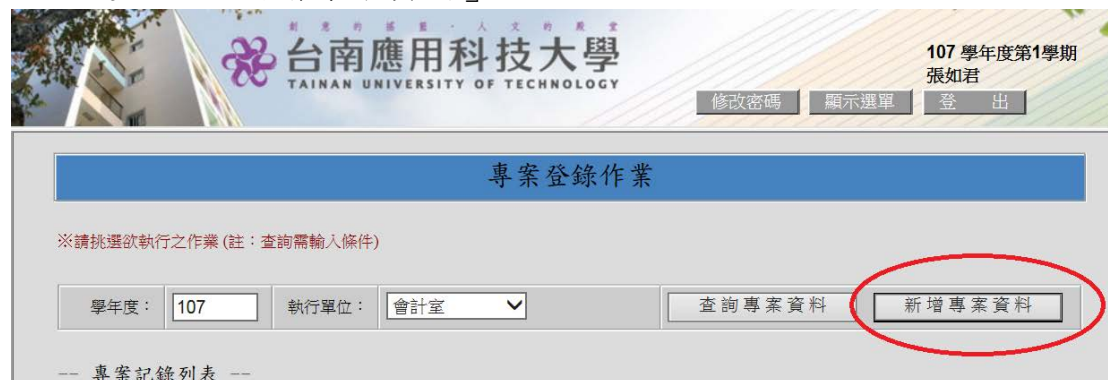 創意的搖籃·人文的殿堂
台南應用科技大學
TAINAN UNIVERSITY OF TECHNOLOGY
107 學年度第1學期
張如君
修改密碼 顯示選單 登 出
專案登錄作業
※請挑選欲執行之作業 (註：查詢需輸入條件)
學年度： 107 執行單位： 會計室 查詢專案資料 新增專案資料
-- 專案記錄列表 --